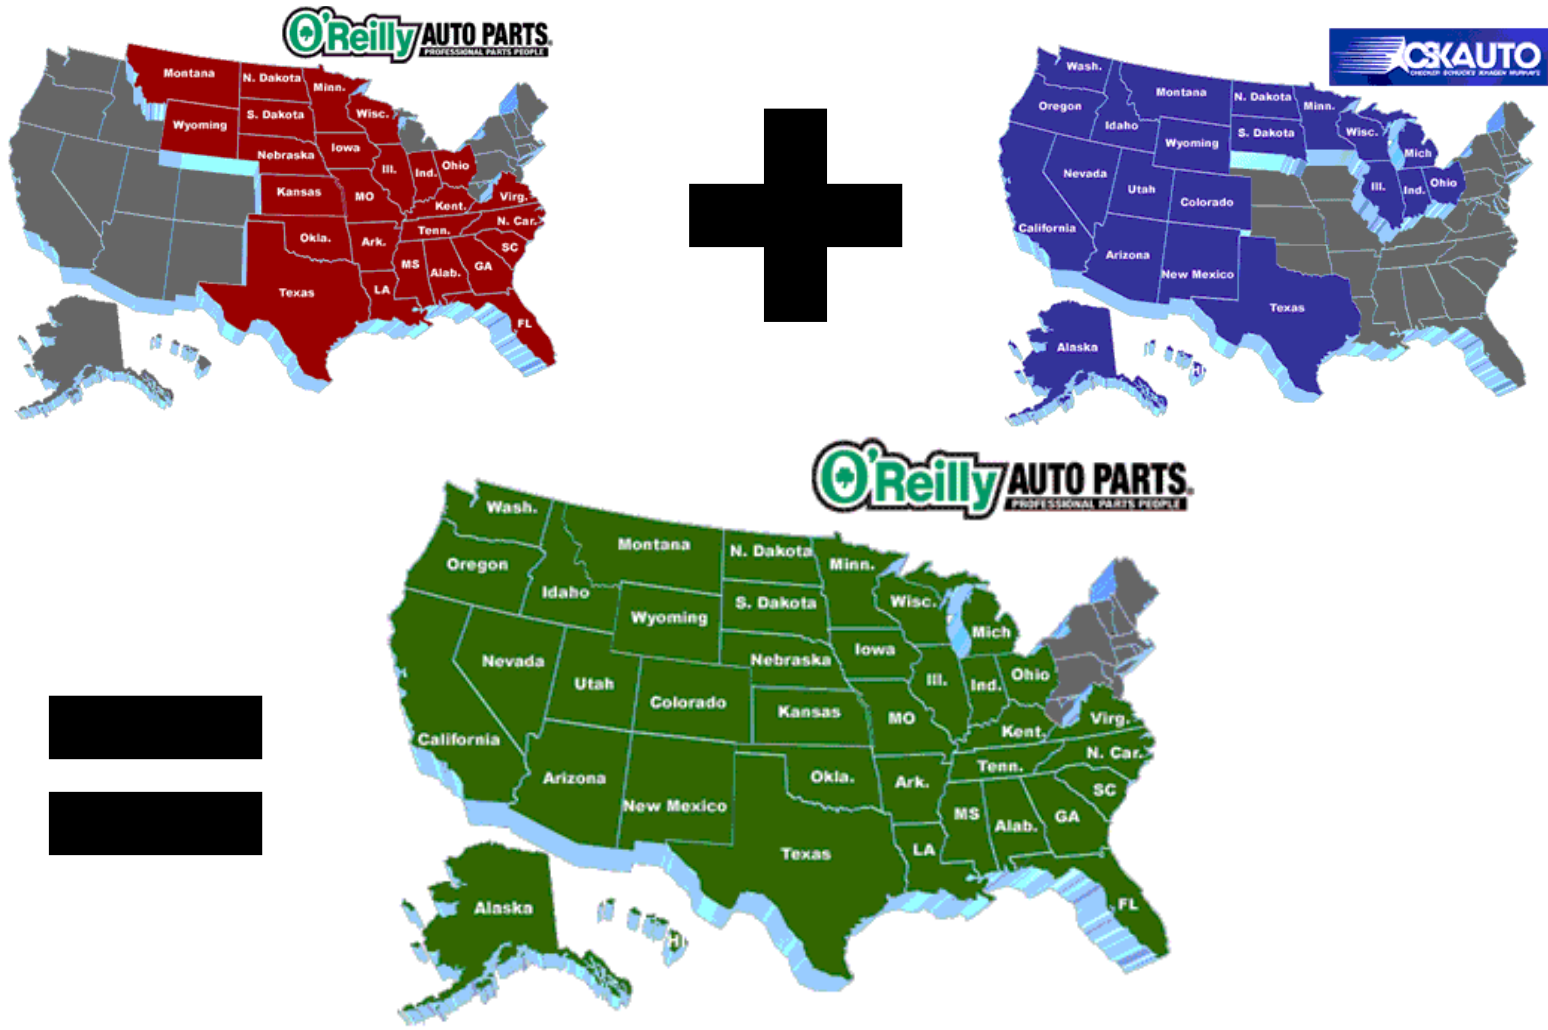 O'Reilly AUTO PARTS.
PROFESSIONAL PARTS PEOPLE
Montana
N. Dakota
Minn.
Wyoming
S. Dakota
Wisc.
Nebraska
Iowa
Ill.
Ind.
Ohio
Kansas
MO
Kent.
Virg.
Okla.
Ark.
Tenn.
N. Car.
SC
Texas
LA
MS
Alab.
GA
FL
CSKAUTO
CHECKER SCHUCK'S KRAGEN MURRAY'S
Wash.
Oregon
Idaho
Montana
N. Dakota
Minn.
Wyoming
S. Dakota
Wisc.
Mich
Nevada
Utah
Colorado
Ill.
Ind.
Ohio
California
Arizona
New Mexico
Texas
Alaska
HI
O'Reilly AUTO PARTS.
PROFESSIONAL PARTS PEOPLE
Wash.
Oregon
Idaho
Montana
N. Dakota
Minn.
Wyoming
S. Dakota
Wisc.
Mich
Nevada
Utah
Colorado
Nebraska
Iowa
Ill.
Ind.
Ohio
California
Kansas
MO
Kent.
Virg.
Arizona
New Mexico
Okla.
Ark.
Tenn.
N. Car.
SC
Texas
LA
MS
Alab.
GA
FL
Alaska
HI